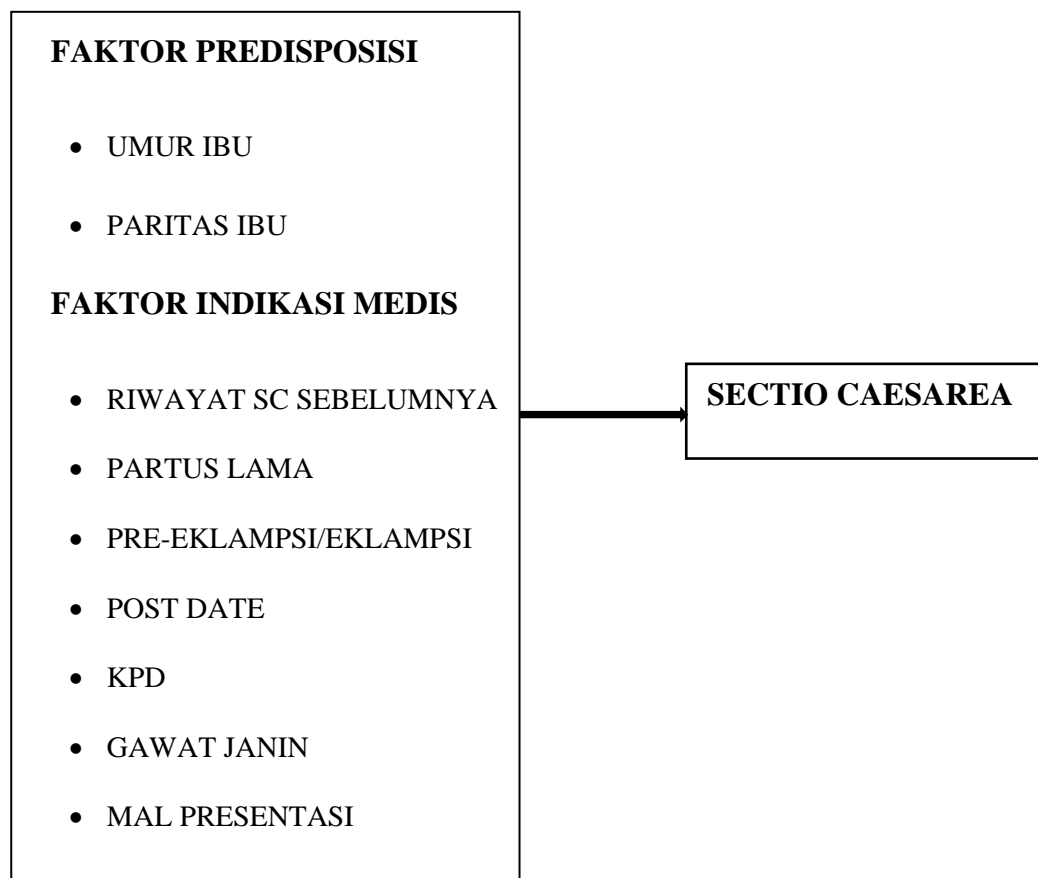 FAKTOR PREDISPOSISI
• UMUR IBU
• PARITAS IBU
FAKTOR INDIKASI MEDIS
• RIWAYAT SC SEBELUMNYA
• PARTUS LAMA
• PRE-EKLAMPSI/EKLAMPSI
• POST DATE
• KPD
• GAWAT JANIN
• MAL PRESENTASI
SECTIO CAESAREA